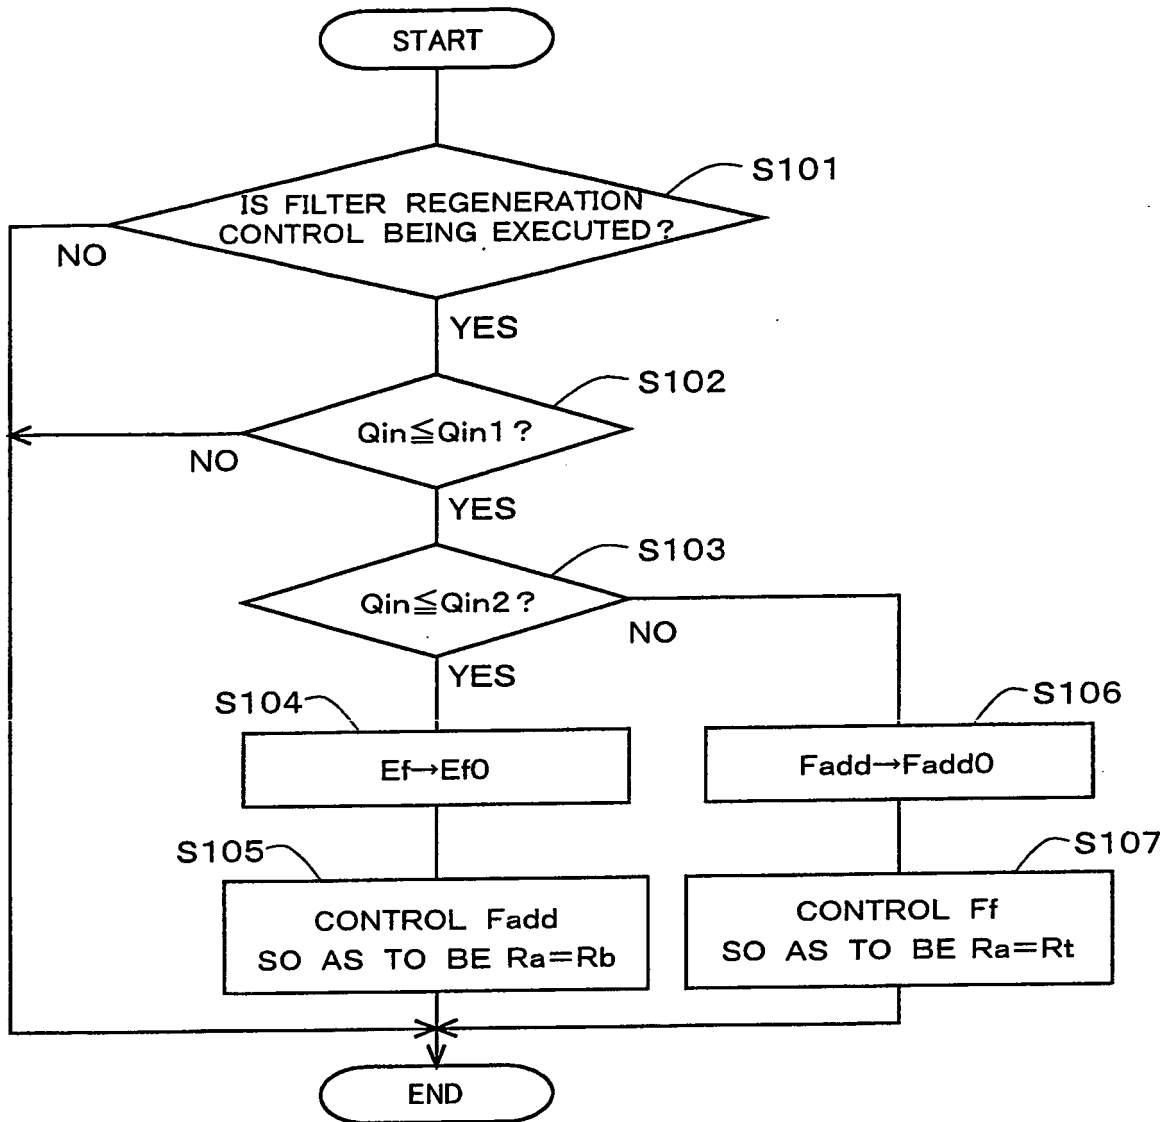 START
S101
IS FILTER REGENERATION
CONTROL BEING EXECUTED?
NO
YES
S102
Qin≦Qin1?
NO
YES
S103
Qin≦Qin2?
NO
YES
S104
Ef→Ef0
S106
Fadd→Fadd0
S105
CONTROL Fadd
SO AS TO BE Ra=Rb
S107
CONTROL Ff
SO AS TO BE Ra=Rt
END